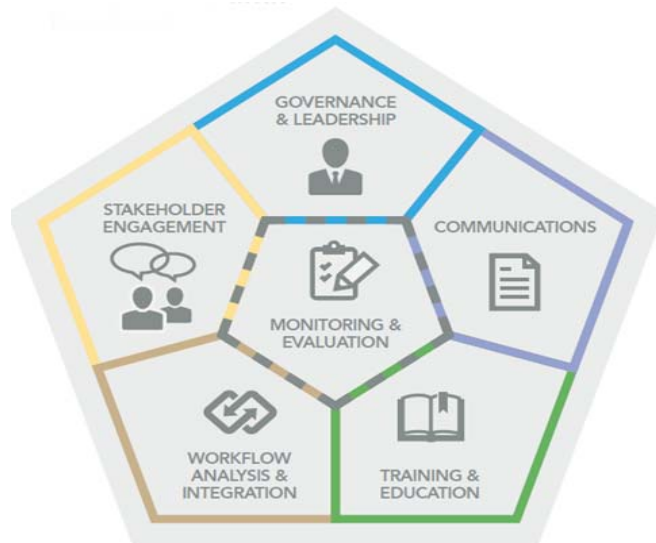 GOVERNANCE
& LEADERSHIP
STAKEHOLDER
ENGAGEMENT
COMMUNICATIONS
MONITORING &
EVALUATION
WORKFLOW
ANALYSIS &
INTEGRATION
TRAINING &
EDUCATION